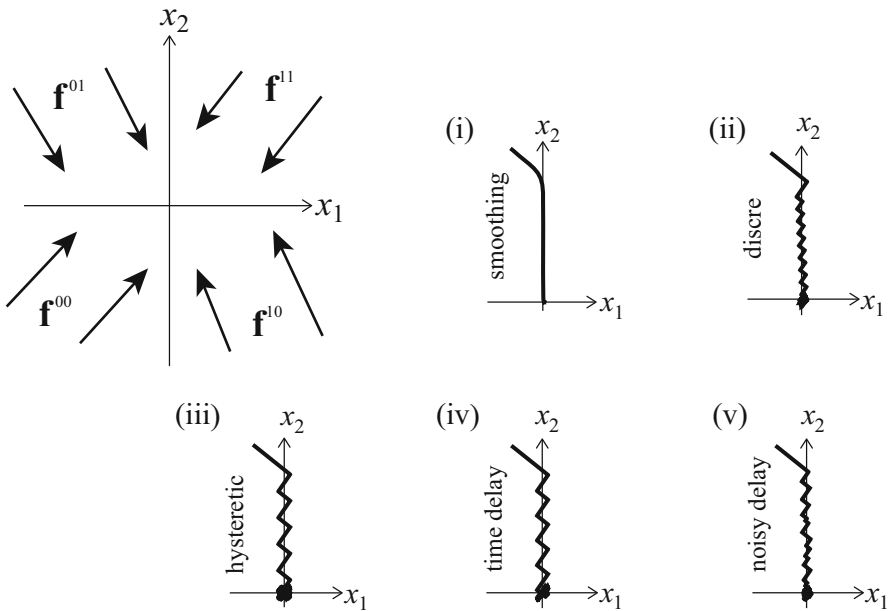 x₂
f⁰¹ f¹¹
x₁
f⁰⁰ f¹⁰
(i) x₂
smoothing
x₁
(ii) x₂
discre
x₁
(iii) x₂
hysteretic
x₁
(iv) x₂
time delay
x₁
(v) x₂
noisy delay
x₁